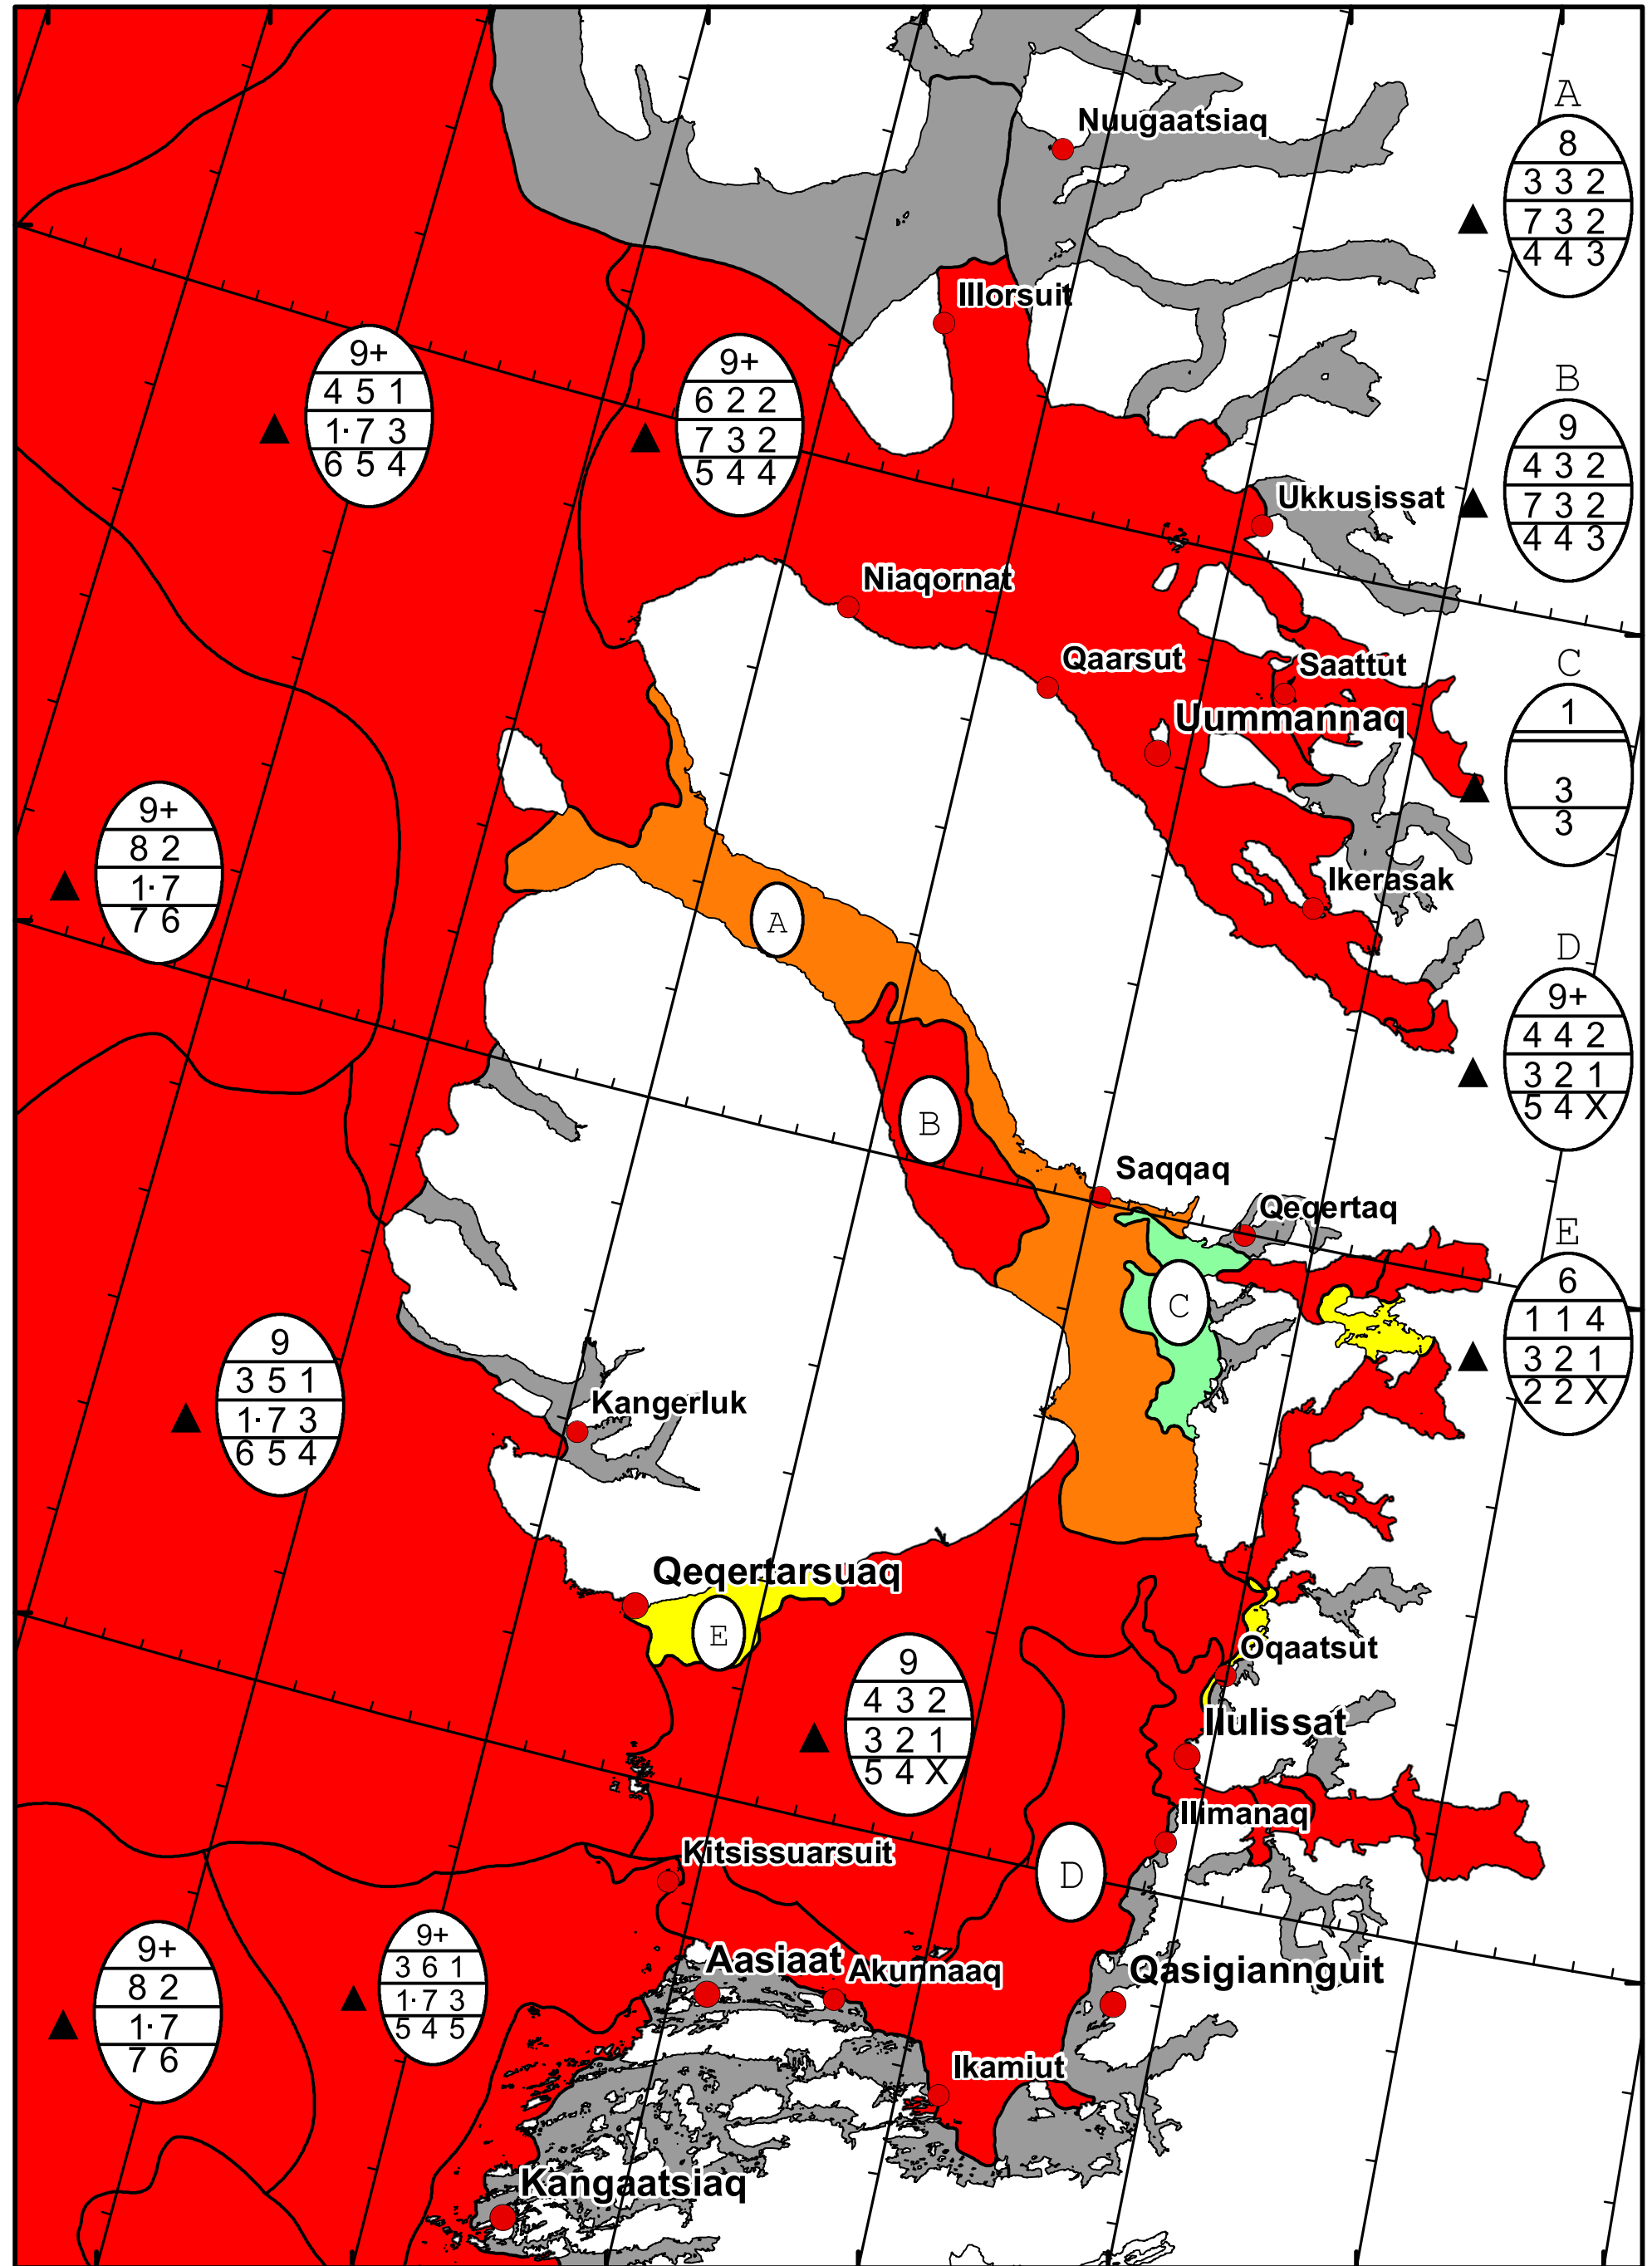 Nuugaatsiaq
A
8
3 3 2
7 3 2
4 4 3
Illorsuit
9+
4 5 1
1· 7 3
6 5 4
9+
6 2 2
7 3 2
5 4 4
B
9
4 3 2
7 3 2
4 4 3
Ukkusissat
Niaqornat
Qaarsut
Saattut
Uummannaq
C
1
3
3
9+
8 2
1· 7
7 6
Ikerasak
A
D
9+
4 4 2
3 2 1
5 4 X
B
Saqqaq
Qeqertaq
E
6
1 1 4
3 2 1
2 2 X
C
9
3 5 1
1· 7 3
6 5 4
Kangerluk
Qeqertarsuaq
E
Oqaatsut
9
4 3 2
3 2 1
5 4 X
Ilulissat
Ilimanaq
Kitsissuarsuit
D
9+
8 2
1· 7
7 6
9+
3 6 1
1· 7 3
5 4 5
Aasiaat
Akunnaaq
Qasigiannguit
Ikamiut
Kangaatsiaq